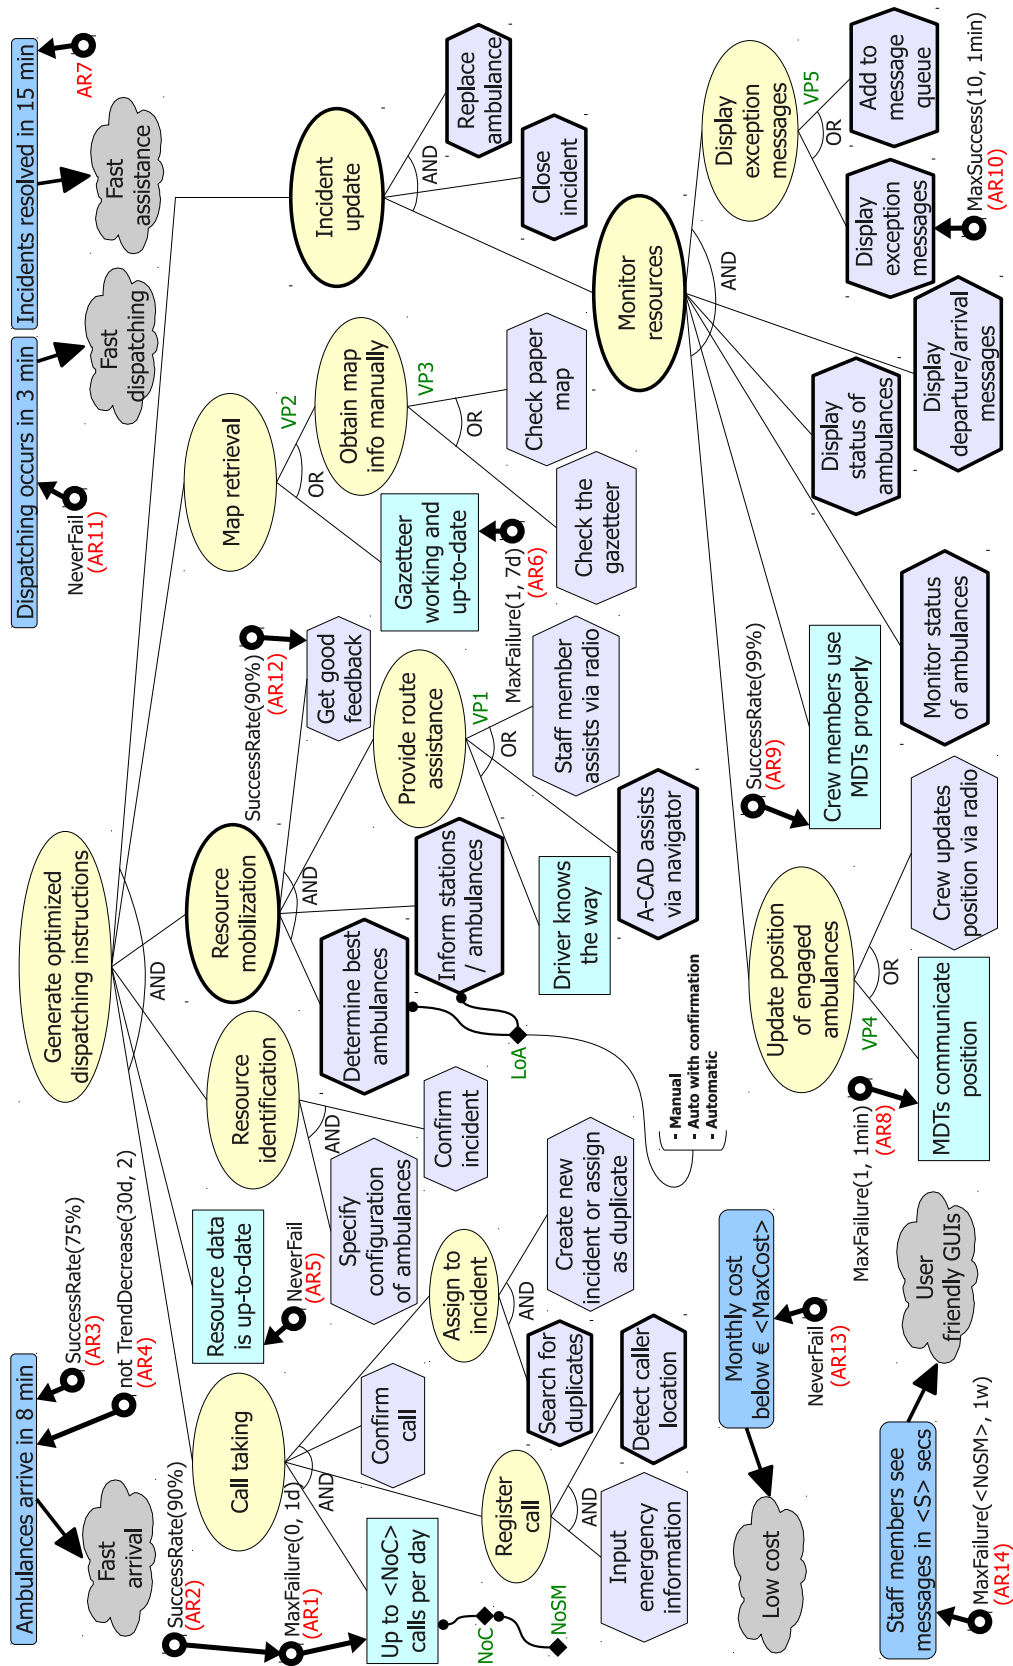 Ambulances arrive in 8 min
SuccessRate(75%)
(AR3)
not TrendDecrease(30d, 2)
(AR4)
Fast
arrival
Dispatching occurs in 3 min
NeverFail
(AR11)
Fast
dispatching
Incidents resolved in 15 min
AR7
Fast
assistance
Generate optimized
dispatching instructions
AND
SuccessRate(90%)
(AR2)
MaxFailure(0, 1d)
(AR1)
Up to <NoC>
calls per day
NoC
NoSM
Call taking
AND
Confirm
call
Register
call
AND
Input
emergency
information
Detect caller
location
Assign to
incident
AND
Search for
duplicates
Create new
incident or assign
as duplicate
Resource data
is up-to-date
NeverFail
(AR5)
Resource
identification
AND
Specify
configuration
of ambulances
Confirm
incident
Resource
mobilization
AND
SuccessRate(90%)
(AR12)
Get good
feedback
Determine best
ambulances
Inform stations
/ ambulances
LoA
- Manual
- Auto with confirmation
- Automatic
Provide route
assistance
VP1
OR
Driver knows
the way
A-CAD assists
via navigator
Staff member
assists via radio
Map retrieval
VP2
OR
Gazetteer
working and
up-to-date
MaxFailure(1, 7d)
(AR6)
Obtain map
info manually
VP3
OR
Check the
gazetteer
Check paper
map
Incident
update
AND
Close
incident
Replace
ambulance
Monitor
resources
AND
Update position
of engaged
ambulances
VP4
OR
MaxFailure(1, 1min)
(AR8)
MDTs communicate
position
Crew updates
position via radio
SuccessRate(99%)
(AR9)
Crew members use
MDTs properly
Monitor status
of ambulances
Display
status of
ambulances
Display
departure/arrival
messages
Display
exception
messages
VP5
OR
Display
exception
messages
Add to
message
queue
MaxSuccess(10, 1min)
(AR10)
Monthly cost
below € <MaxCost>
NeverFail
(AR13)
Low cost
Staff members see
messages in <S> secs
MaxFailure(<NoSM>, 1w)
(AR14)
User
friendly GUIs